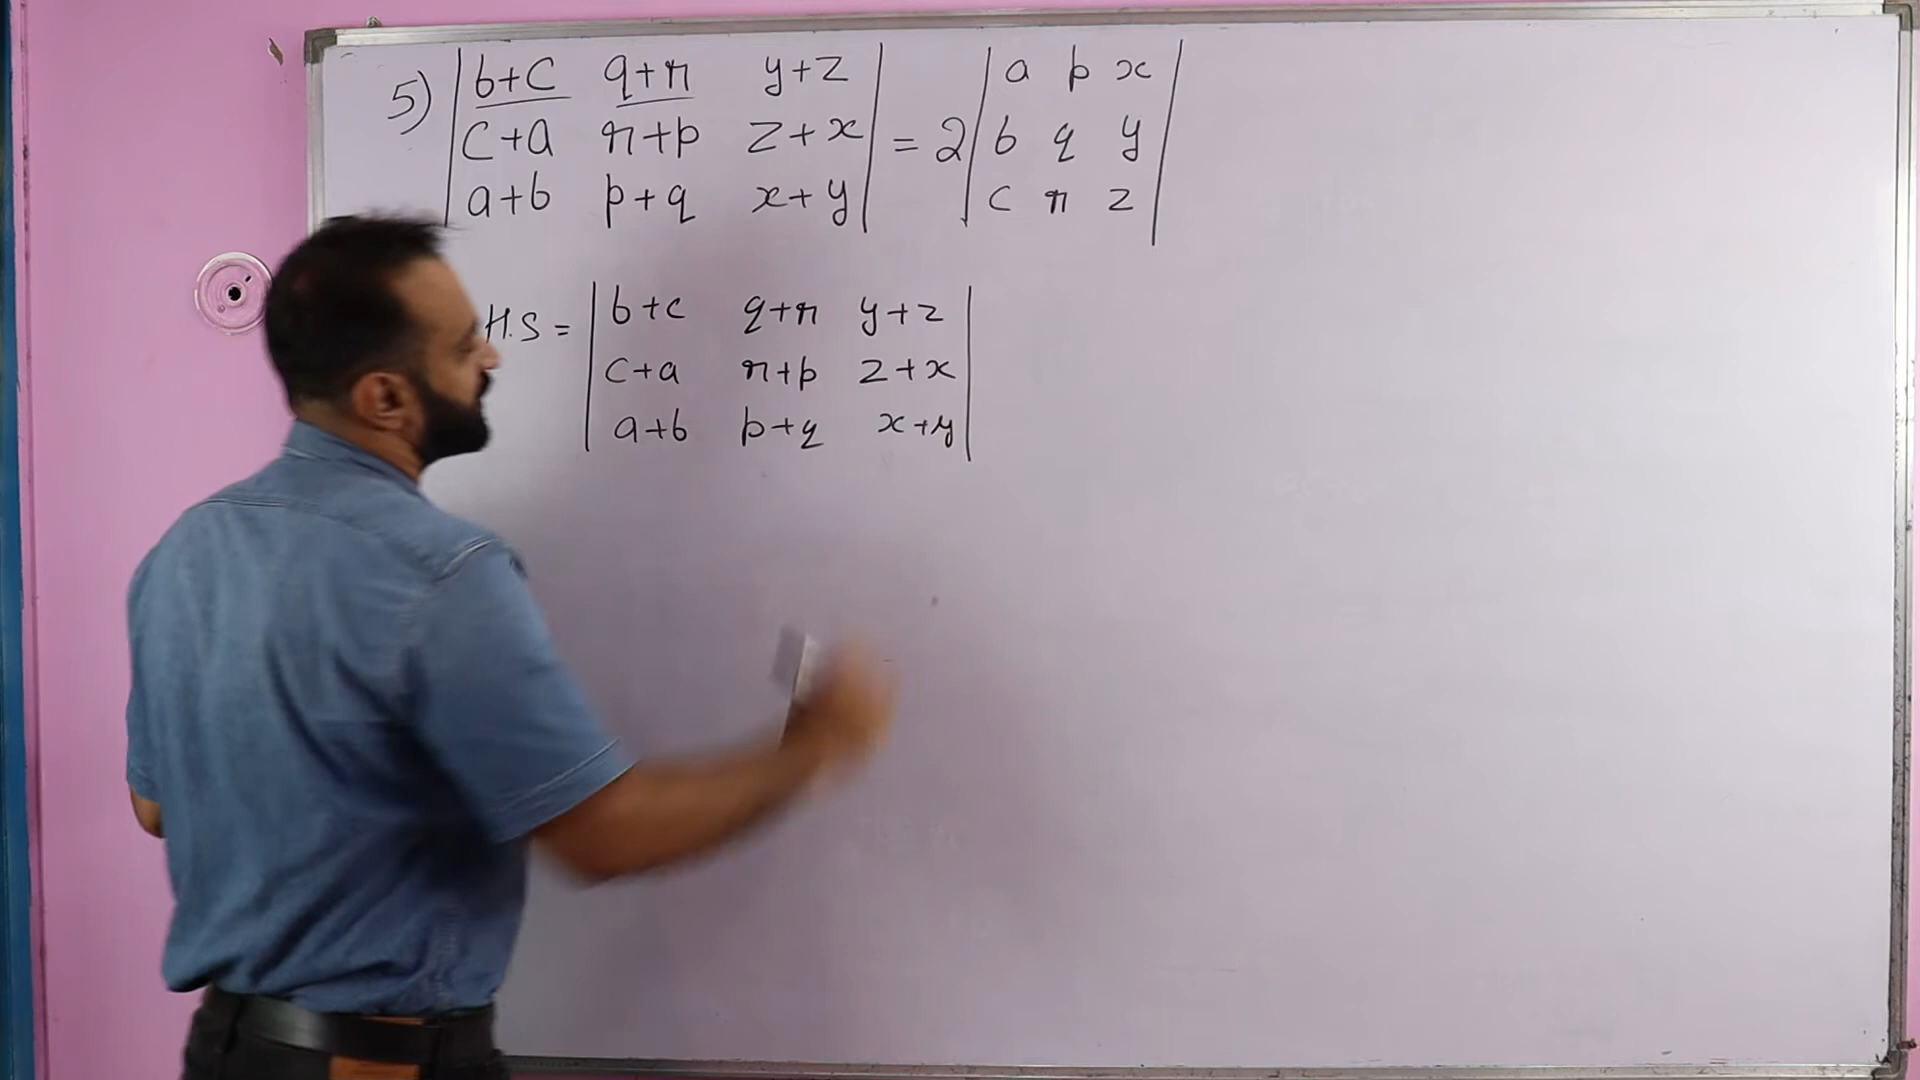 5) | b+c q+r y+z |
| c+a r+p z+x | = 2 | a p x |
| a+b p+q x+y | | b q y |
| c r z |
H.S = | b+c q+r y+z |
| c+a r+p z+x |
| a+b p+q x+y |